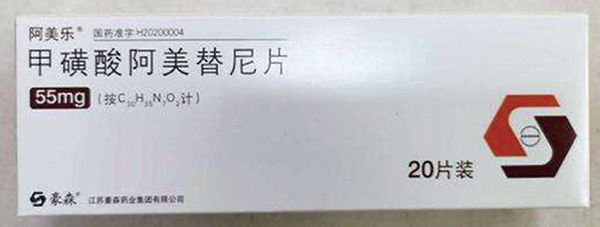 阿美乐® 国药准字H20200004
甲磺酸阿美替尼片
55mg (按C₃₀H₃₅N₇O₂计)
20片装
豪森® 江苏豪森药业集团有限公司